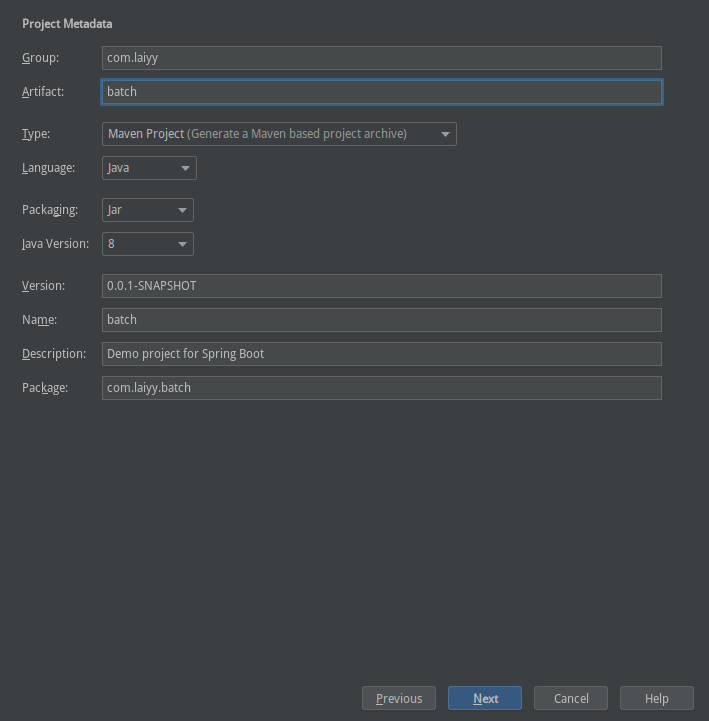 Project Metadata
Group: com.laiyy
Artifact: batch
Type: Maven Project (Generate a Maven based project archive)
Language: Java
Packaging: Jar
Java Version: 8
Version: 0.0.1-SNAPSHOT
Name: batch
Description: Demo project for Spring Boot
Package: com.laiyy.batch
Previous Next Cancel Help